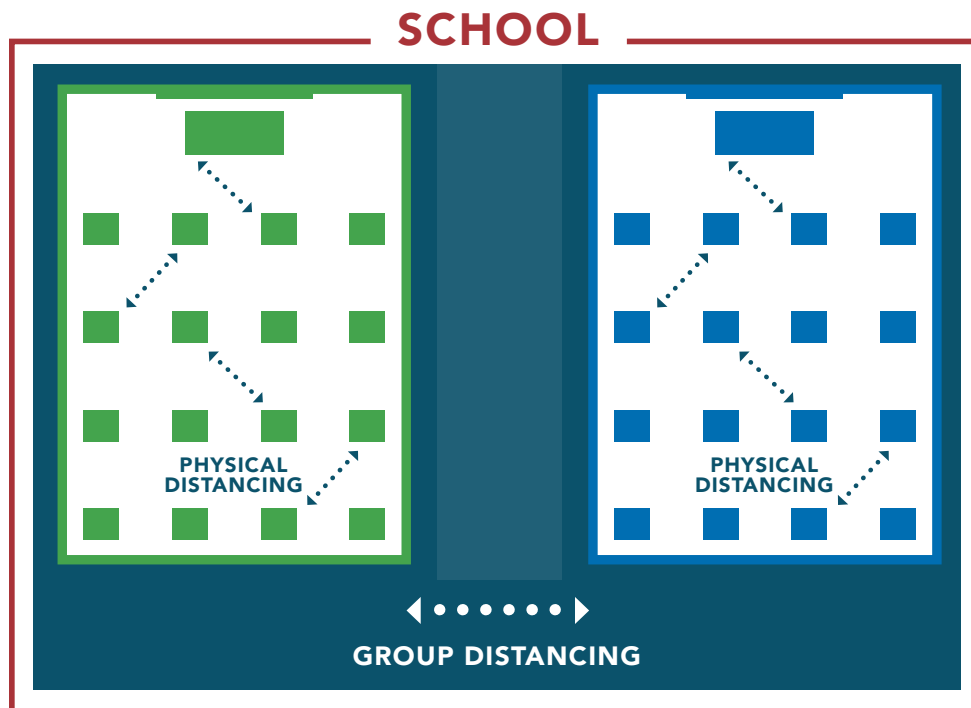 SCHOOL
PHYSICAL
DISTANCING
PHYSICAL
DISTANCING
GROUP DISTANCING